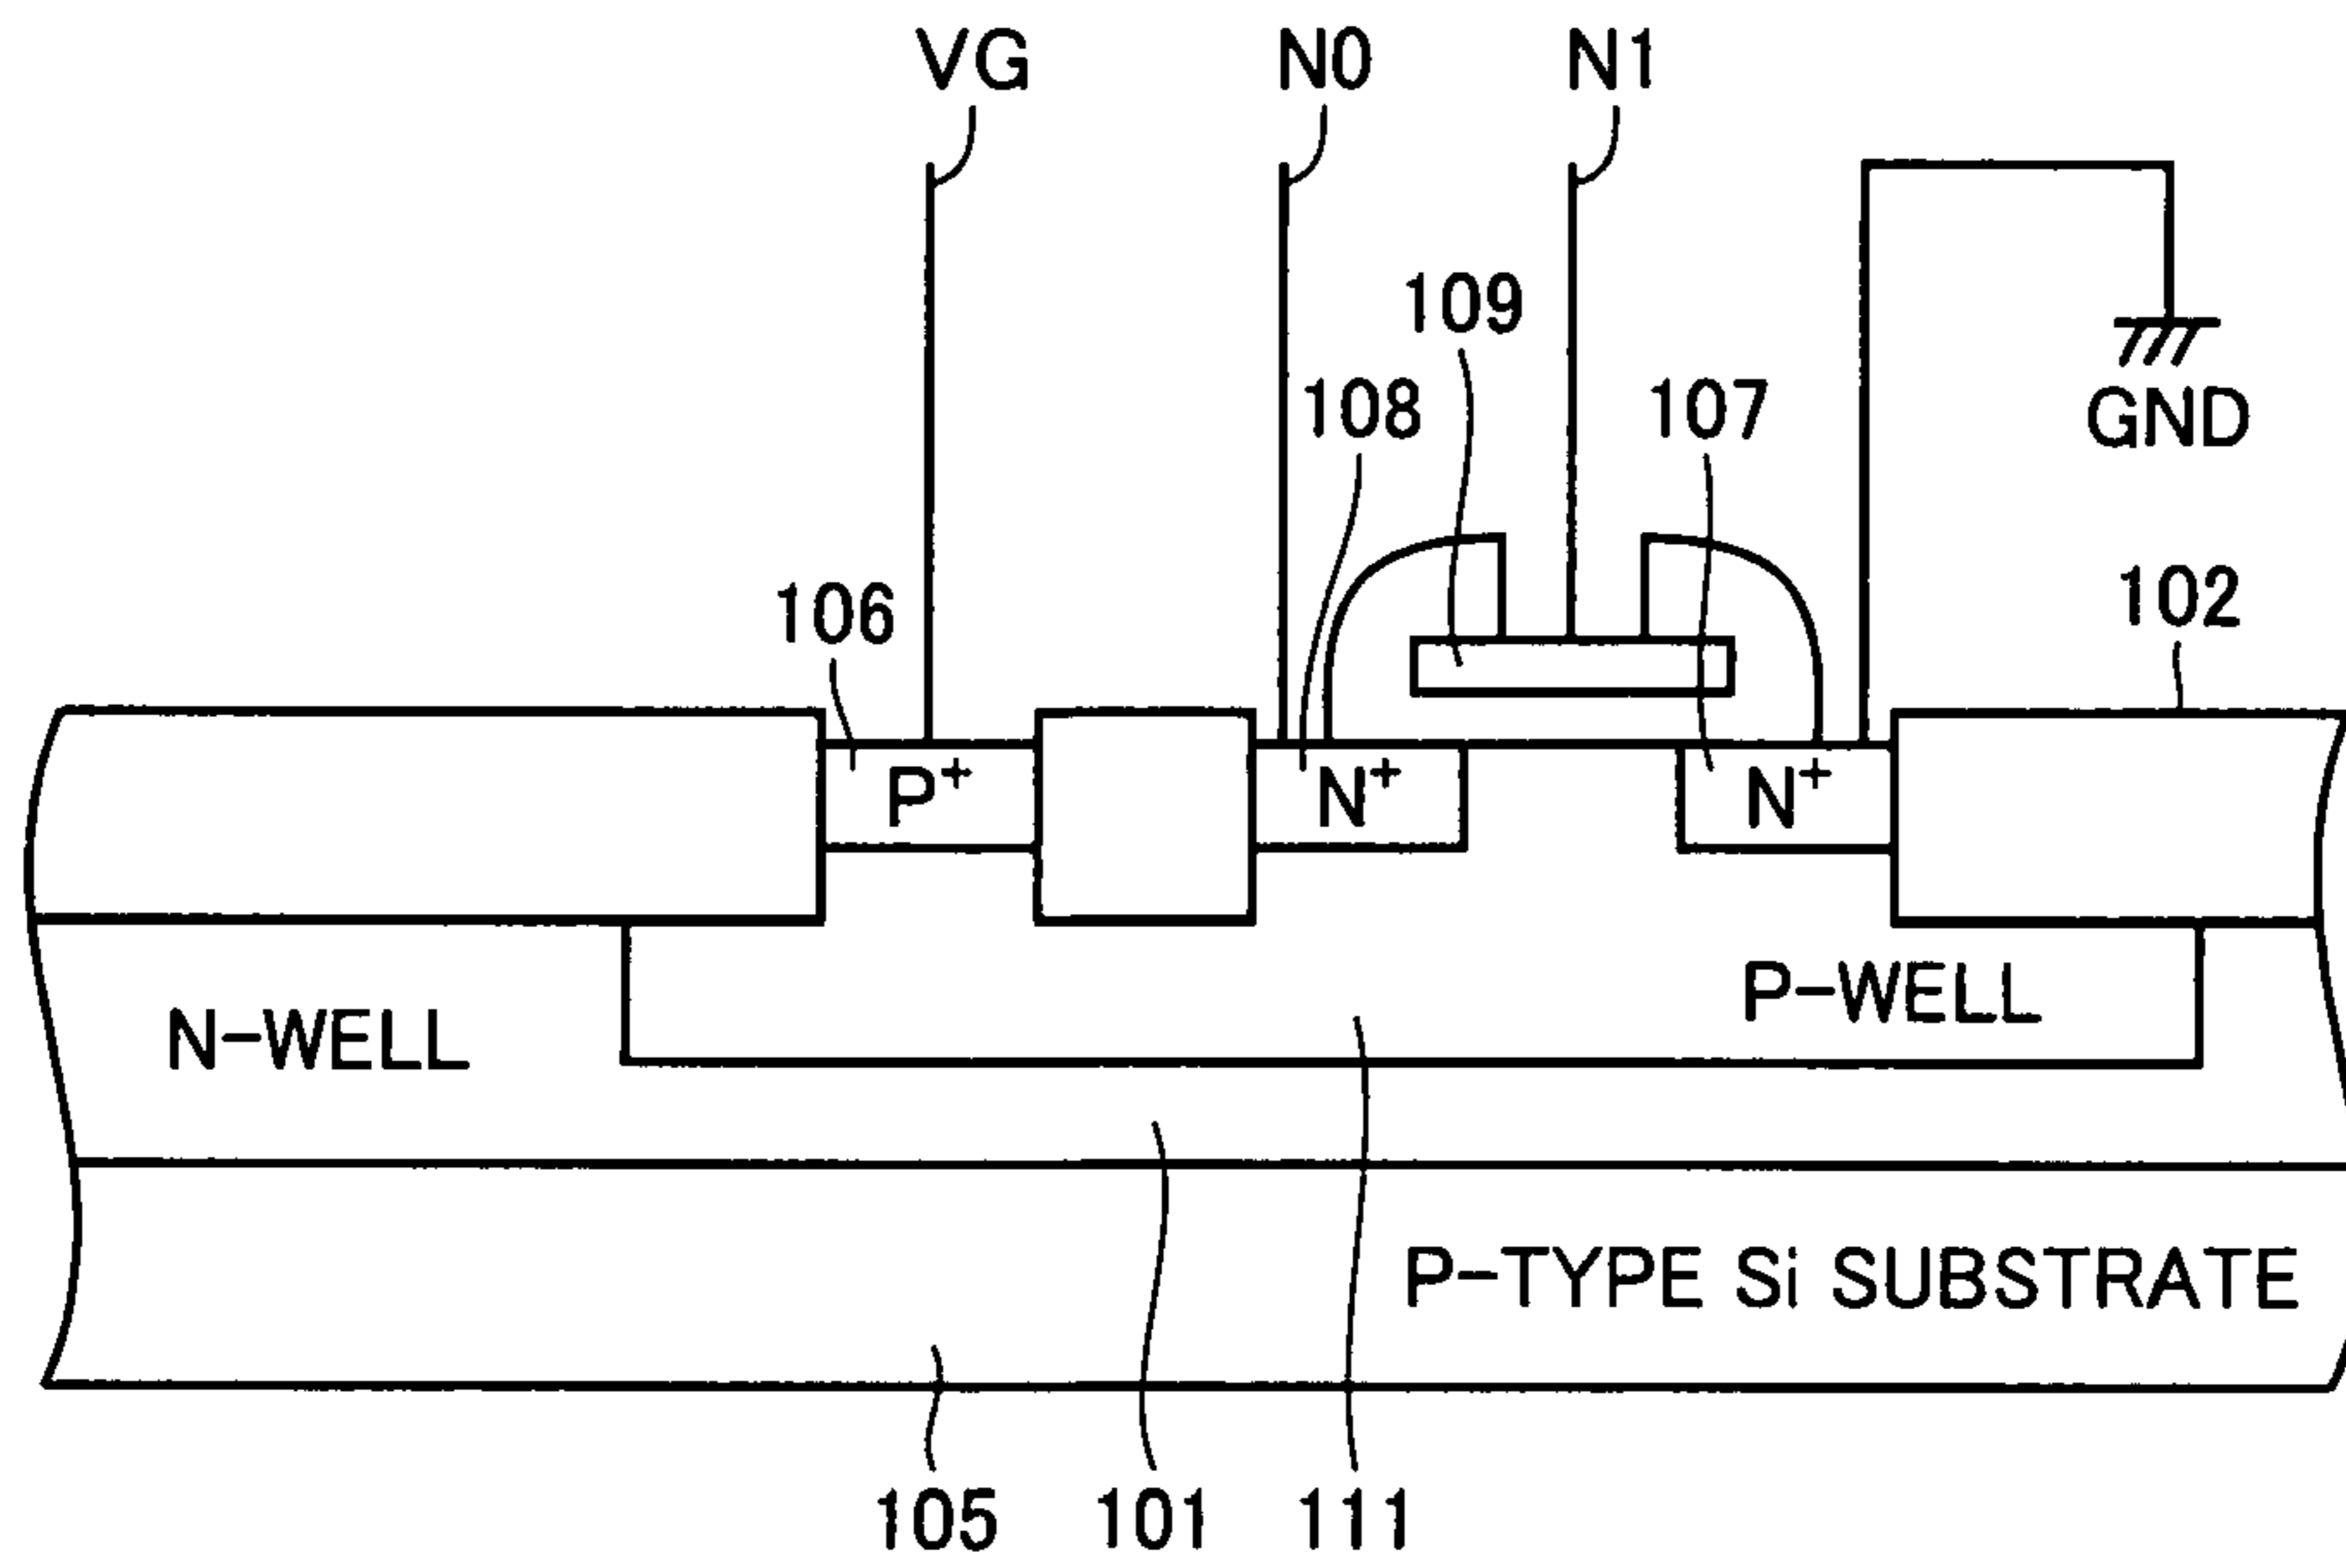 VG N0 N1
109
108 107 GND
106 102
P+ N+ N+
P-WELL
N-WELL
P-TYPE Si SUBSTRATE
105 101 111